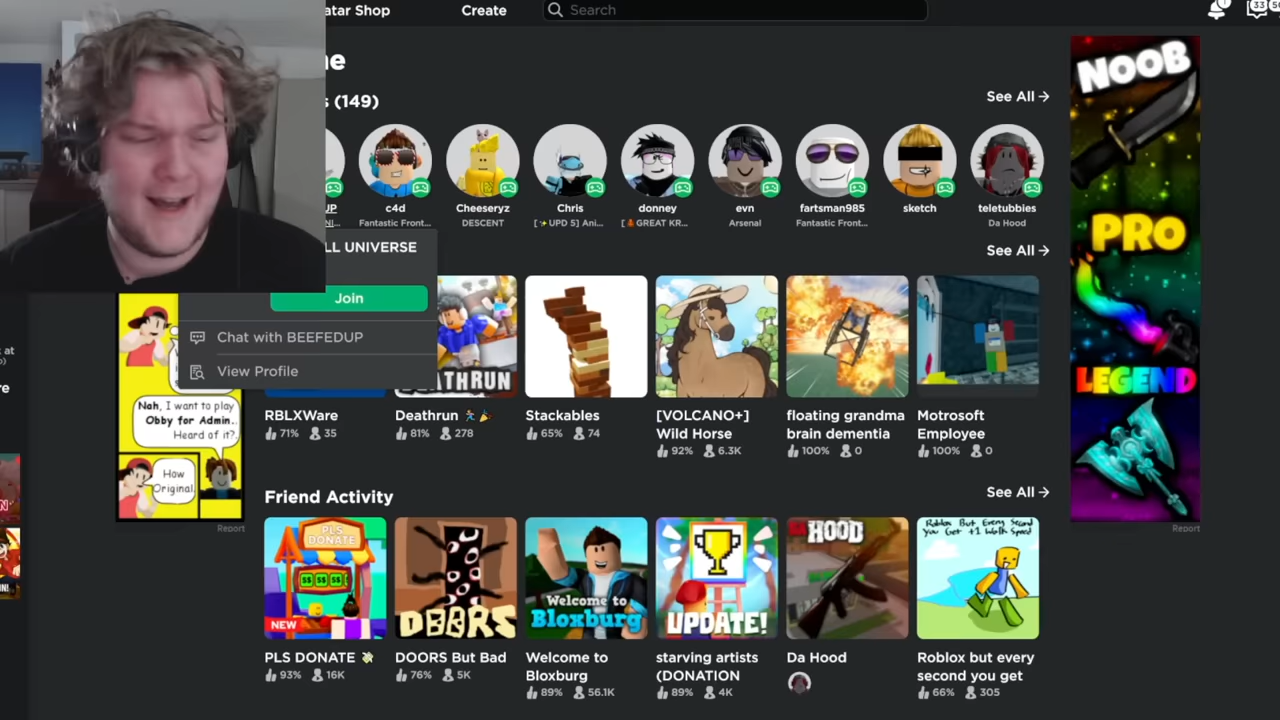 atar Shop
Create
Search
33
ne
s (149)
See All →
c4d
Cheeseryz
Chris
donney
evn
fartsman985
sketch
teletubbies
Fantastic Front...
DESCENT
[✨UPD 5] Ani...
GREAT KR...
Arsenal
Fantastic Front...
Da Hood
LL UNIVERSE
See All →
Join
Chat with BEEFEDUP
View Profile
DEATHRUN
RBLXWare
71% 35
Deathrun
81% 278
Stackables
65% 74
[VOLCANO+]
Wild Horse
92% 6.3K
floating grandma
brain dementia
100% 0
Motrosoft
Employee
100% 0
Nah, I want to play
Obby for Admin..
Heard of it?
How
Original.
Report
NOOB
PRO
LEGEND
Report
Friend Activity
See All →
PLS
DONATE
NEW
DOORS
Welcome to
Bloxburg
UPDATE!
DA HOOD
Roblox But Every Second
You Get +1 Walk Speed
PLS DONATE
93% 16K
DOORS But Bad
76% 5K
Welcome to
Bloxburg
89% 56.1K
starving artists
(DONATION
89% 4K
Da Hood
Roblox but every
second you get
66% 305